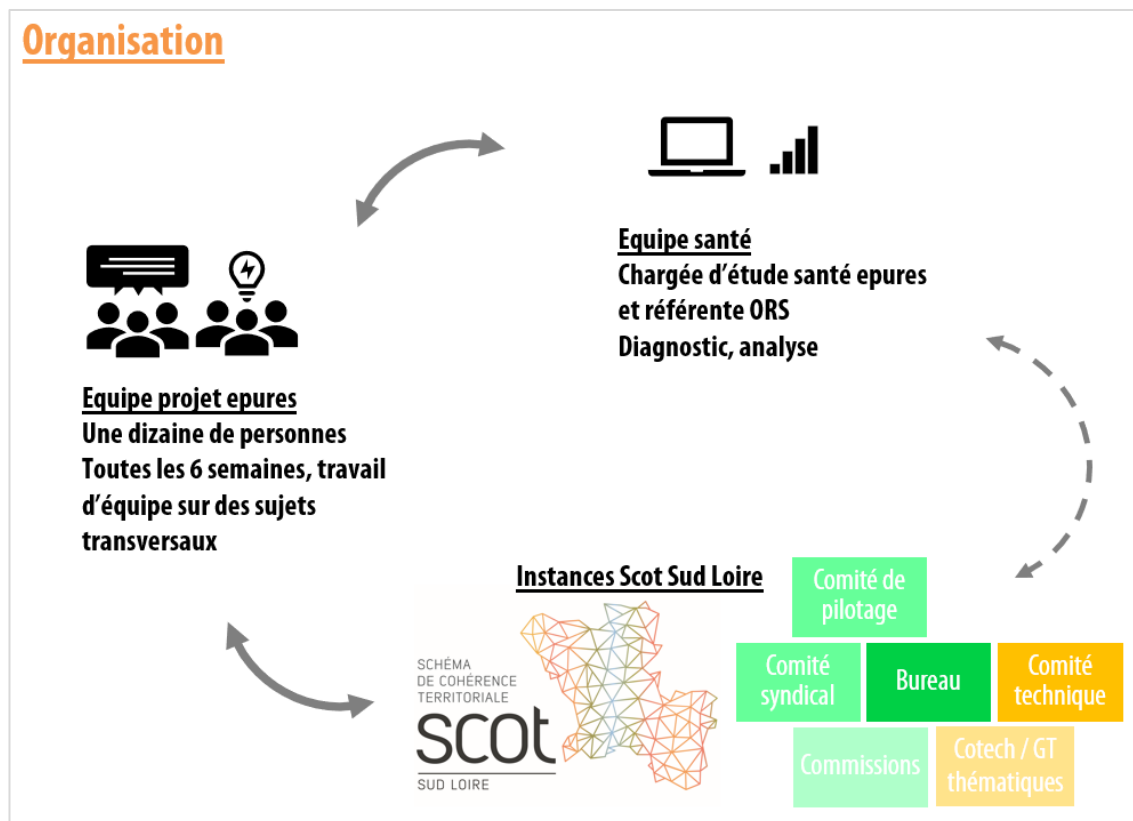 Organisation
Equipe santé
Chargée d'étude santé epures
et référente ORS
Diagnostic, analyse
Equipe projet epures
Une dizaine de personnes
Toutes les 6 semaines, travail
d'équipe sur des sujets
transversaux
Instances Scot Sud Loire
SCHÉMA
DE COHÉRENCE
TERRITORIALE
scot
SUD LOIRE
Comité de
pilotage
Comité
syndical
Bureau
Comité
technique
Commissions
Cotech / GT
thématiques